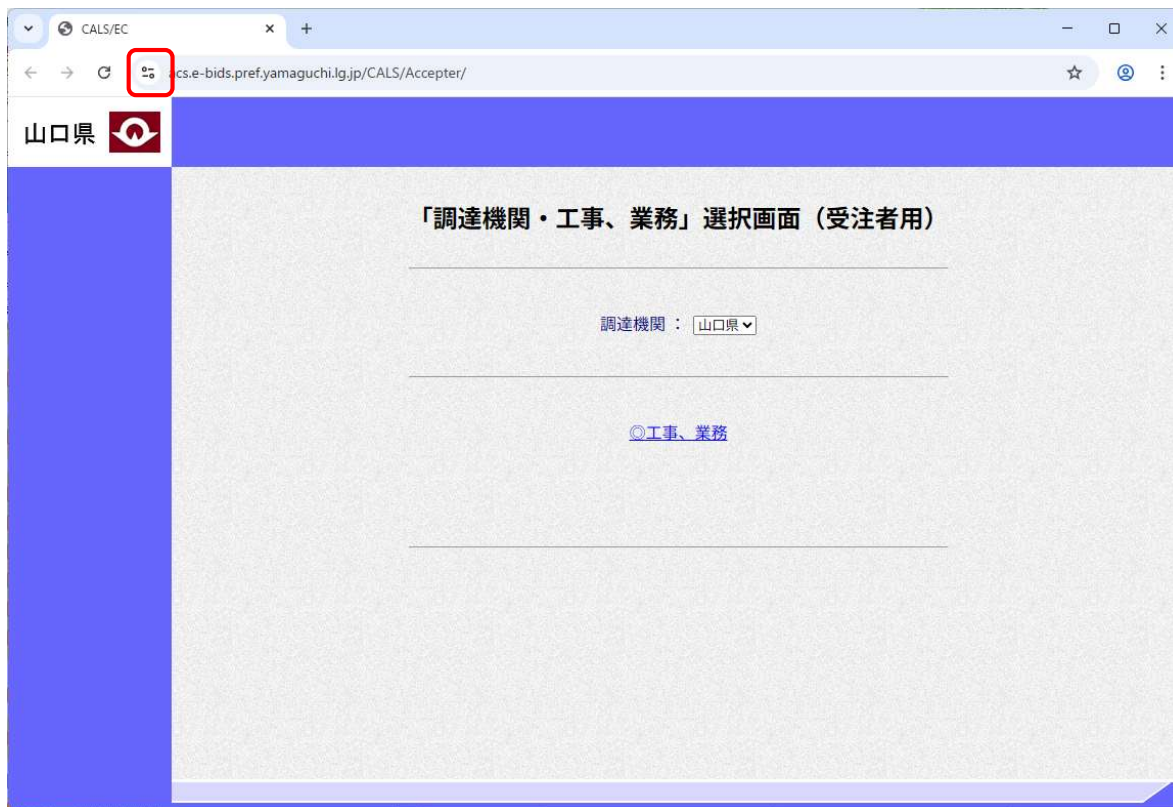 CALS/EC
acs.e-bids.pref.yamaguchi.lg.jp/CALS/Accepter/
山口県
「調達機関・工事、業務」選択画面（受注者用）
調達機関 ： 山口県
◎工事、業務